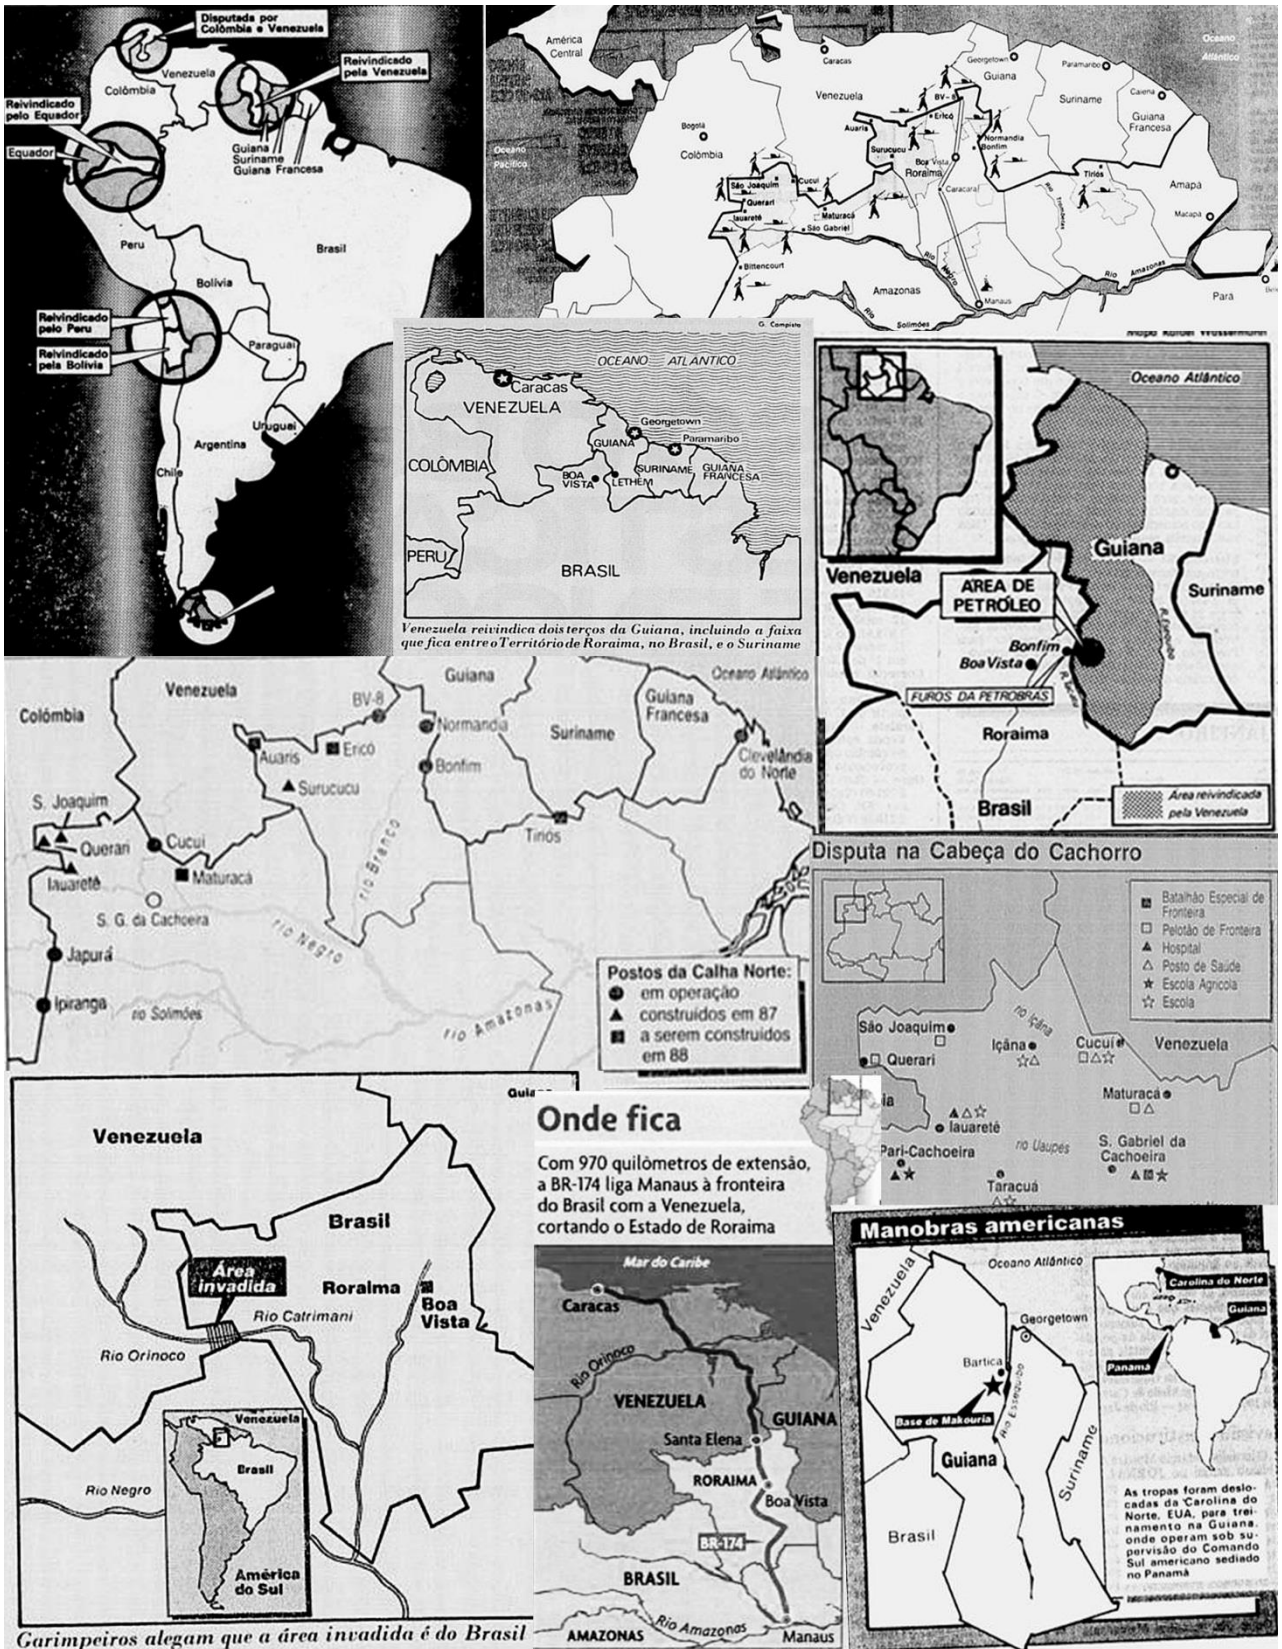 Disputada por
Colômbia e Venezuela
Venezuela
Reivindicado
pela Venezuela
Colômbia
Reivindicado
pelo Equador
Equador
Guiana
Suriname
Guiana Francesa
Peru
Brasil
Bolívia
Reivindicado
pelo Peru
Reivindicado
pela Bolívia
Paraguai
Uruguai
Argentina
Chile
América
Central
Oceano
Atlântico
Caracas
Georgetown
Guiana
Paramaribo
Venezuela
BV-8
Suriname
Caiena
Auaris
Ericó
Guiana
Francesa
Bogotá
Normandia
Bonfim
Oceano
Pacífico
Colômbia
Surucucu
Boa Vista
Roraima
Tiriós
São Joaquim
Cucui
Caracaraí
Amapá
Querari
Rio Trombetas
Iauaretê
Maturacá
Macapá
São Gabriel
Bittencourt
Rio Negro
Rio Amazonas
Amazonas
Manaus
Pará
Rio
Solimões
G. Campista
OCEANO ATLÂNTICO
Caracas
VENEZUELA
Georgetown
GUIANA
Paramaribo
COLÔMBIA
BOA
VISTA
LETHEM
SURINAME
GUIANA
FRANCESA
PERU
BRASIL
Venezuela reivindica dois terços da Guiana, incluindo a faixa
que fica entre o Território de Roraima, no Brasil, e o Suriname
Oceano Atlântico
Guiana
Venezuela
ÁREA DE
PETRÓLEO
Suriname
R. Essequibo
Bonfim
Boa Vista
FUROS DA PETROBRÁS
Roraima
Brasil
Área reivindicada
pela Venezuela
Venezuela
Guiana
Oceano Atlântico
Colômbia
BV-8
Guiana
Francesa
Normandia
Suriname
Auaris
Ericó
Bonfim
Clevelândia
do Norte
Surucucu
S. Joaquim
Tiriós
Querari
Cucui
rio Branco
Iauaretê
Maturacá
S. G. da Cachoeira
rio Negro
Japurá
Ipiranga
rio Solimões
rio Amazonas
Postos da Calha Norte:
em operação
construídos em 87
a serem construídos
em 88
Disputa na Cabeça do Cachorro
Batalhão Especial de
Fronteira
Pelotão de Fronteira
Hospital
Posto de Saúde
Escola Agrícola
Escola
rio Içâna
São Joaquim
Içâna
Cucuí
Venezuela
Querari
Maturacá
Iauaretê
rio Uaupés
S. Gabriel da
Cachoeira
Pari-Cachoeira
Taracuá
Venezuela
Brasil
Área
invadida
Roraima
Boa
Vista
Rio Catrimani
Rio Orinoco
Venezuela
Brasil
Rio Negro
América
do Sul
Garimpeiros alegam que a área invadida é do Brasil
Onde fica
Com 970 quilômetros de extensão,
a BR-174 liga Manaus à fronteira
do Brasil com a Venezuela,
cortando o Estado de Roraima
Mar do Caribe
Caracas
Rio Orinoco
VENEZUELA
GUIANA
Santa Elena
RORAIMA
Boa Vista
BR-174
BRASIL
Rio Amazonas
AMAZONAS
Manaus
Manobras americanas
Oceano Atlântico
Venezuela
Carolina do Norte
Guiana
Georgetown
Panamá
Bartica
Base de Makouria
Rio Essequibo
Guiana
Suriname
Brasil
As tropas foram deslo-
cadas da Carolina do
Norte, EUA, para trei-
namento na Guiana,
onde operam sob su-
pervisão do Comando
Sul americano sediado
no Panamá